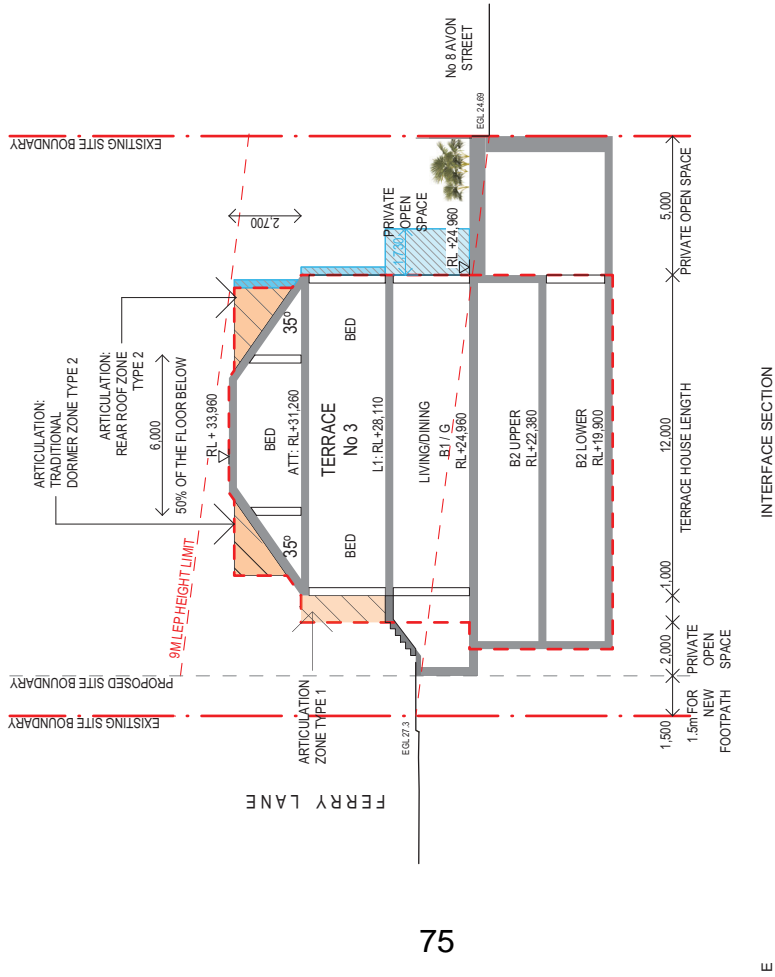 EXISTING SITE BOUNDARY
ARTICULATION:
TRADITIONAL
DORMER ZONE TYPE 2
ARTICULATION:
REAR ROOF ZONE
TYPE 2
6,000
50% OF THE FLOOR BELOW
RL + 33,960
2,700
9M LEP HEIGHT LIMIT
PROPOSED SITE BOUNDARY
EXISTING SITE BOUNDARY
ARTICULATION
ZONE TYPE 1
35º
BED
35º
ATT: RL+31,260
TERRACE
No 3
BED
BED
L1: RL+28,110
LIVING/DINING
B1 / G
RL+24,960
B2 UPPER
RL+22,380
B2 LOWER
RL+19,900
PRIVATE
OPEN
SPACE
1,130
RL +24,960
No 8 AVON
STREET
EGL 24.69
EGL 27.3
FERRY LANE
1,500
1.5m FOR
NEW
FOOTPATH
2,000
PRIVATE
OPEN
SPACE
1,000
12,000
TERRACE HOUSE LENGTH
5,000
PRIVATE OPEN SPACE
INTERFACE SECTION
75
E